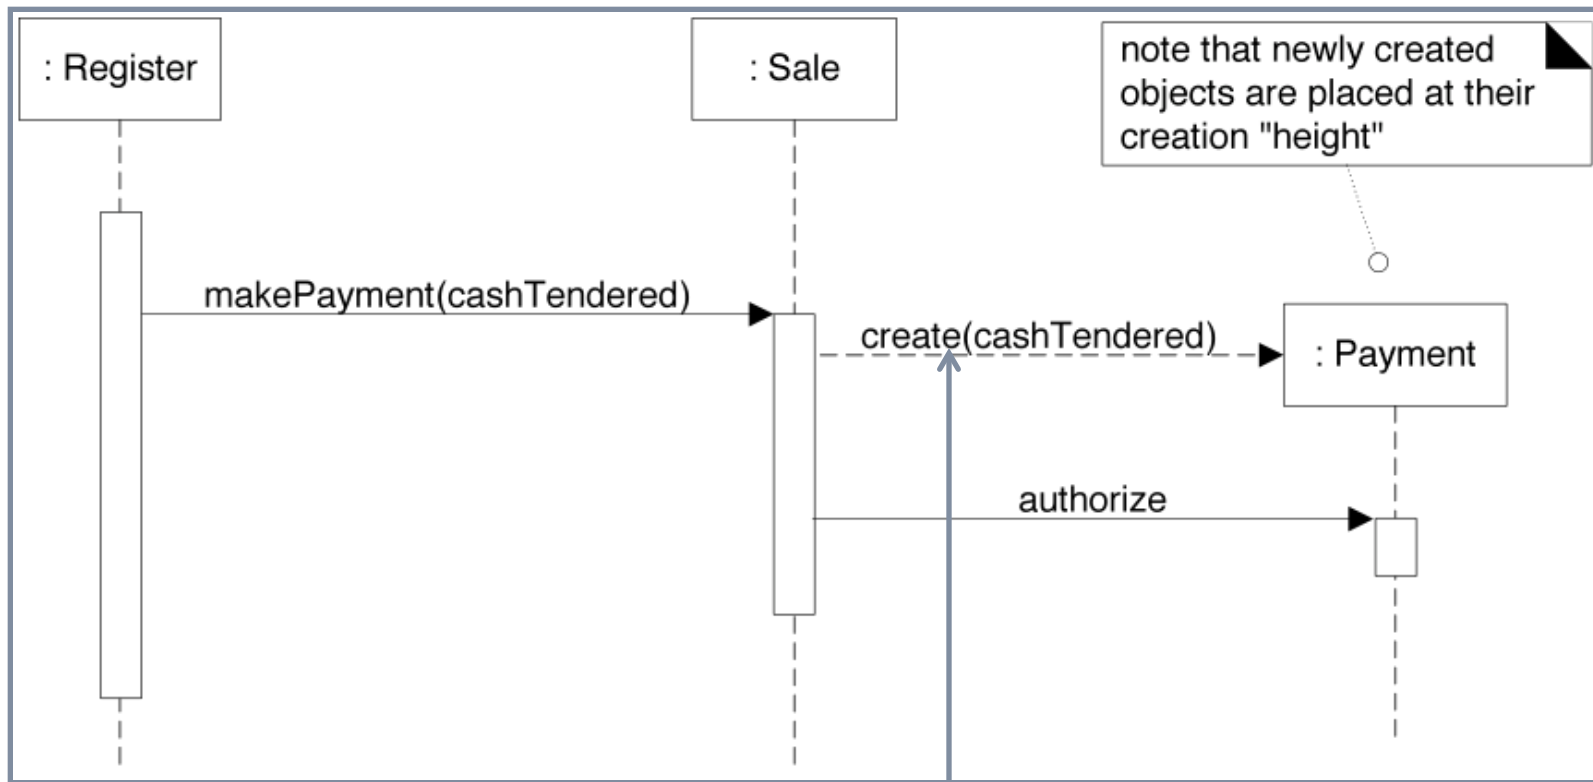 : Register
: Sale
note that newly created
objects are placed at their
creation "height"
makePayment(cashTendered)
create(cashTendered)
: Payment
authorize